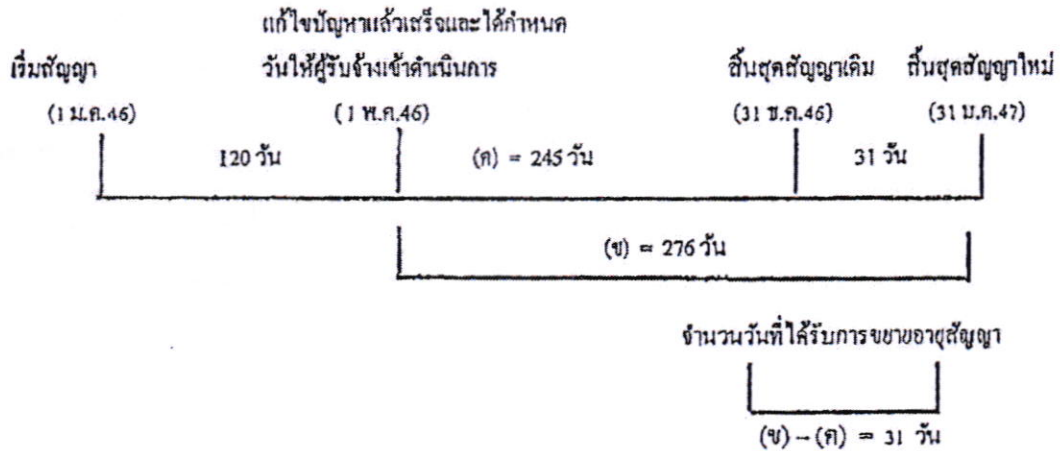 แก้ไขปัญหาแล้วเสร็จและได้กำหนด
เริ่มสัญญา วันให้ผู้รับจ้างเข้าดำเนินการ สิ้นสุดสัญญาเดิม สิ้นสุดสัญญาใหม่
(1 ม.ค.46) (1 พ.ค.46) (31 ธ.ค.46) (31 ม.ค.47)
120 วัน (ค) = 245 วัน 31 วัน
(ข) = 276 วัน
จำนวนวันที่ได้รับการขยายอายุสัญญา
(ข) – (ค) = 31 วัน